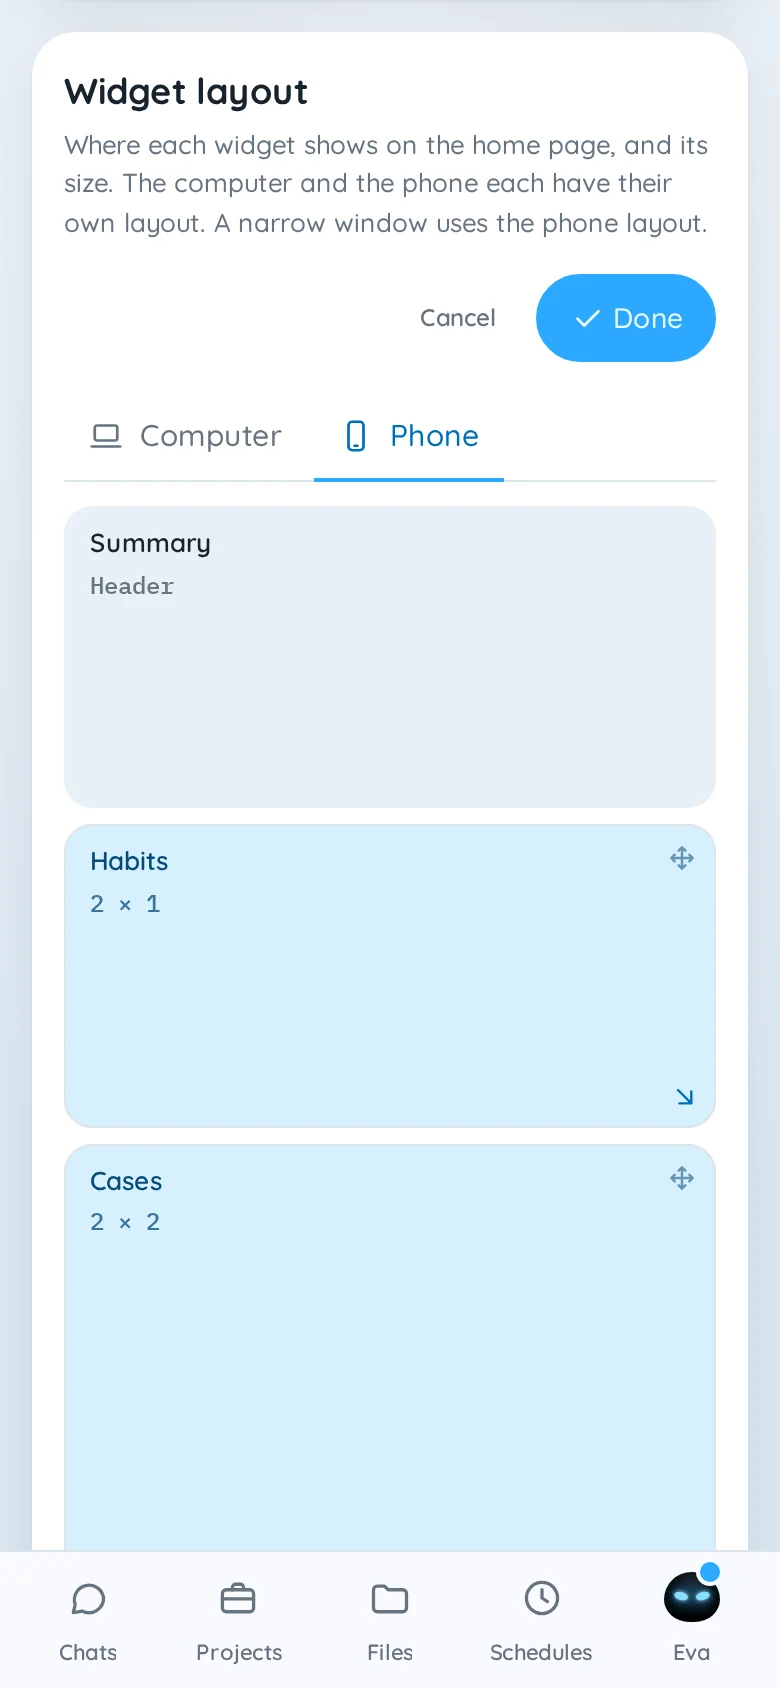 Widget layout
Where each widget shows on the home page, and its
size. The computer and the phone each have their
own layout. A narrow window uses the phone layout.
Cancel
Done
Computer
Phone
Summary
Header
Habits
2 × 1
Cases
2 × 2
Chats
Projects
Files
Schedules
Eva